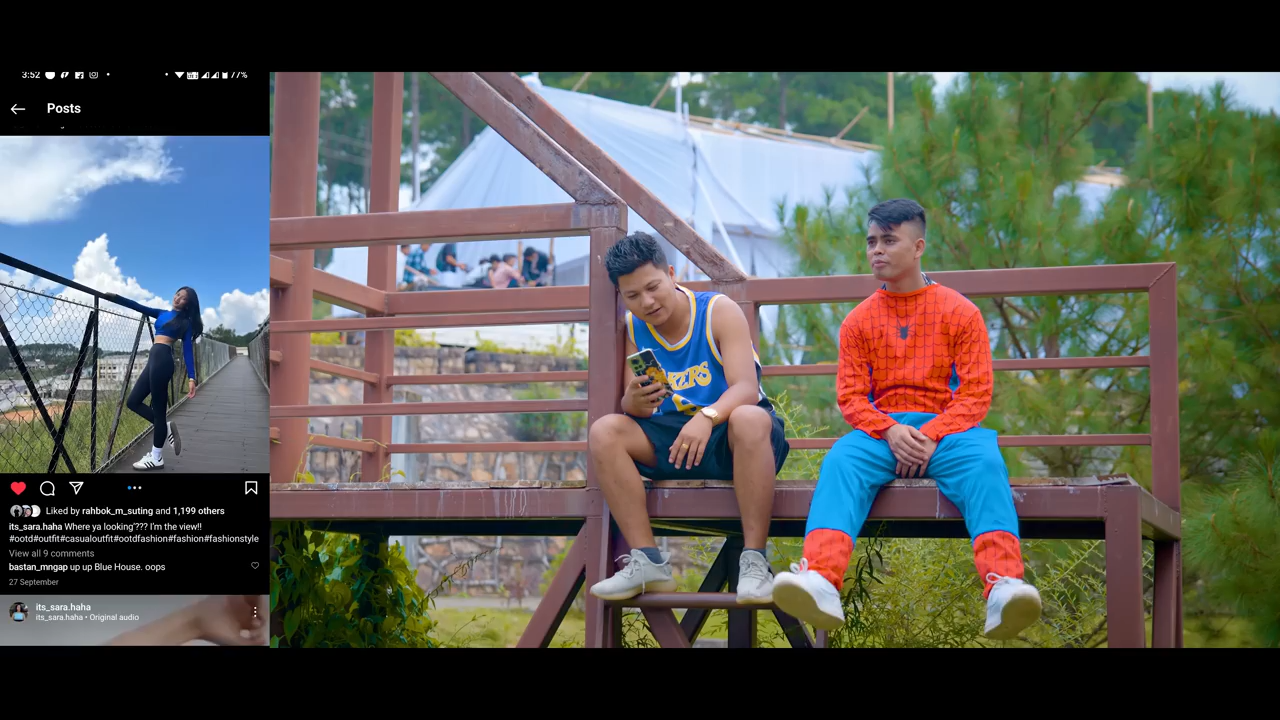 3:52
77%
Posts
Liked by rahbok_m_suting and 1,199 others
its_sara.haha Where ya looking'??? I'm the view!!
#ootd#outfit#casualoutfit#ootdfashion#fashion#fashionstyle
View all 9 comments
bastan_mngap up up Blue House. oops
27 September
its_sara.haha
its_sara.haha • Original audio
KERS